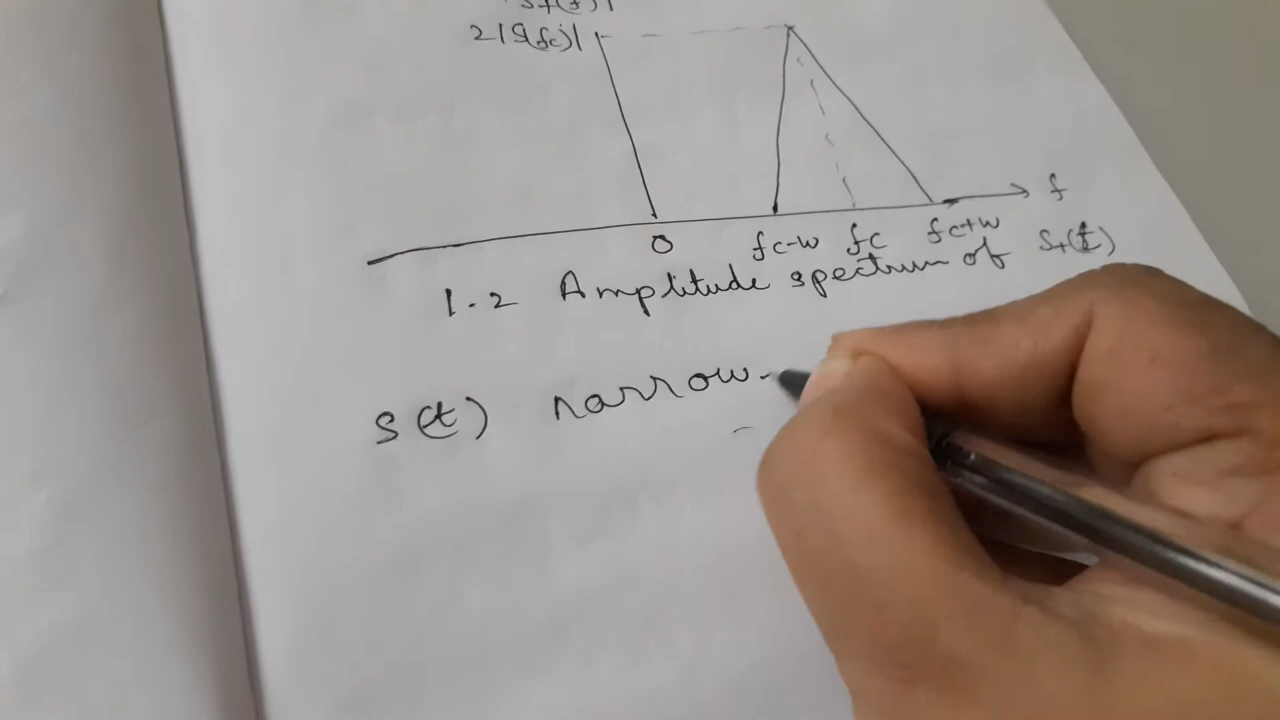 S+(f)|
2|S(fc)|
f
0 fc-w fc fc+w
1.2 Amplitude spectrum of S+(t)
s(t) narrow-